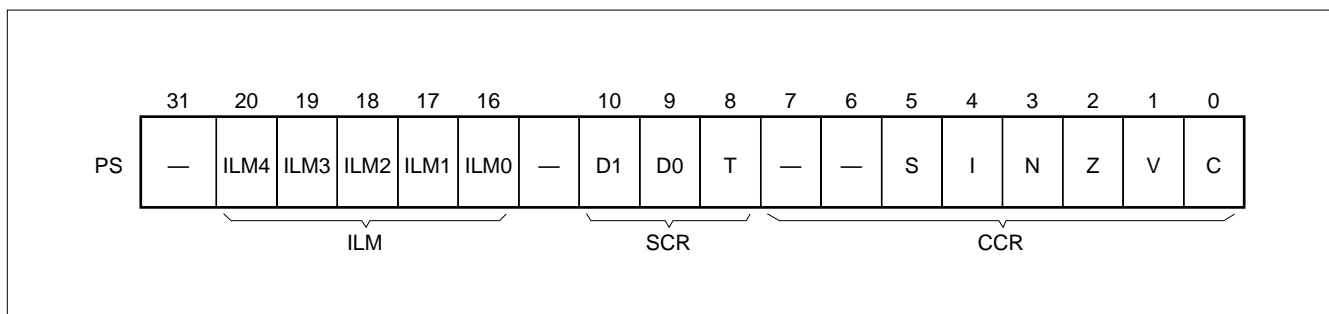 31 20 19 18 17 16 10 9 8 7 6 5 4 3 2 1 0
PS — ILM4 ILM3 ILM2 ILM1 ILM0 — D1 D0 T — — S I N Z V C
ILM SCR CCR